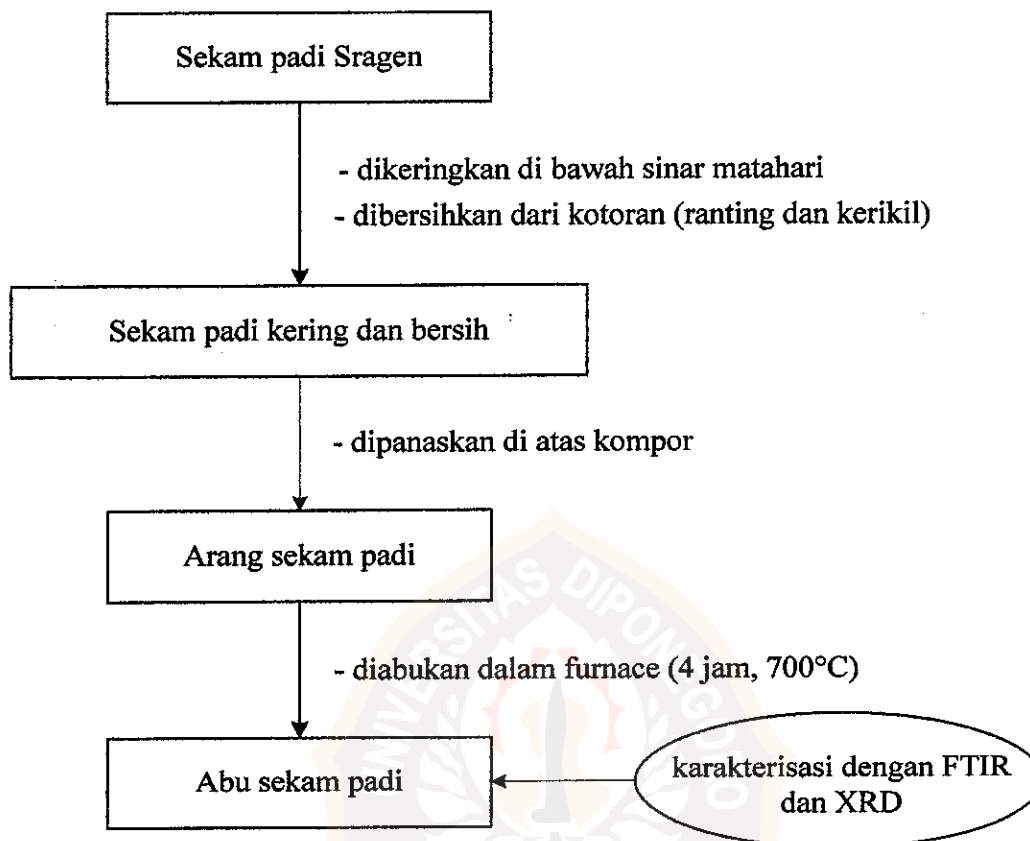 Sekam padi Sragen
- dikeringkan di bawah sinar matahari
- dibersihkan dari kotoran (ranting dan kerikil)
Sekam padi kering dan bersih
- dipanaskan di atas kompor
Arang sekam padi
- diabukan dalam furnace (4 jam, 700°C)
Abu sekam padi
karakterisasi dengan FTIR
dan XRD
UNIVERSITAS DIPONEGORO